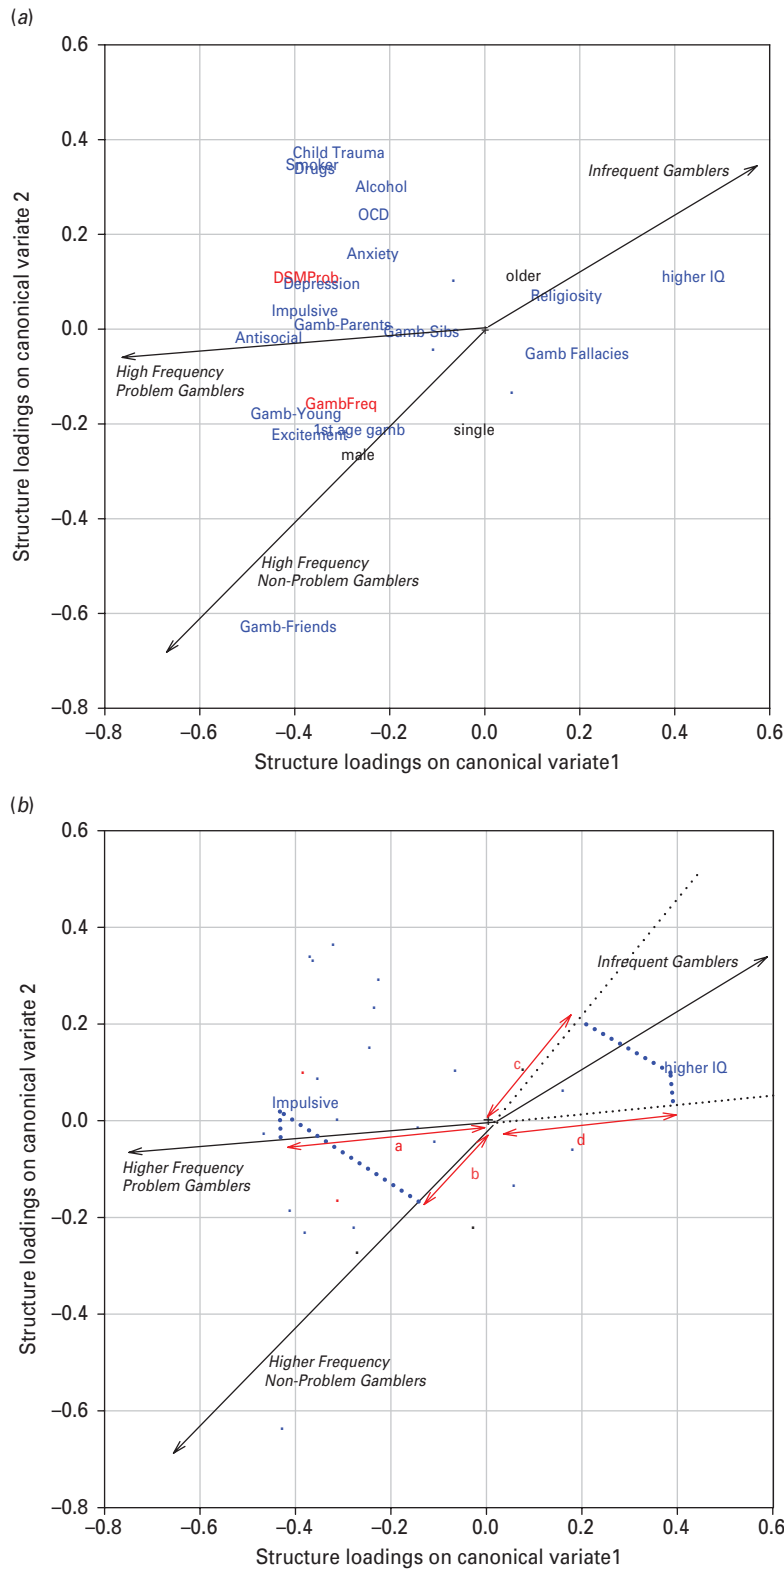 (a)
0.6
0.4
0.2
0.0
−0.2
−0.4
−0.6
−0.8
Structure loadings on canonical variate 2
Child Trauma
Smoker
Drugs
Alcohol
OCD
Anxiety
DSMProb
Depression
Impulsive
Gamb-Parents
Gamb-Sibs
Antisocial
High Frequency
Problem Gamblers
GambFreq
Gamb-Young
1st age gamb
Excitement
male
single
High Frequency
Non-Problem Gamblers
Gamb-Friends
Infrequent Gamblers
older
higher IQ
Religiosity
Gamb Fallacies
−0.8 −0.6 −0.4 −0.2 0.0 0.2 0.4 0.6
Structure loadings on canonical variate1
(b)
0.6
0.4
0.2
0.0
−0.2
−0.4
−0.6
−0.8
Structure loadings on canonical variate 2
Infrequent Gamblers
c
higher IQ
Impulsive
a
d
b
Higher Frequency
Problem Gamblers
Higher Frequency
Non-Problem Gamblers
−0.8 −0.6 −0.4 −0.2 0.0 0.2 0.4 0.6
Structure loadings on canonical variate1